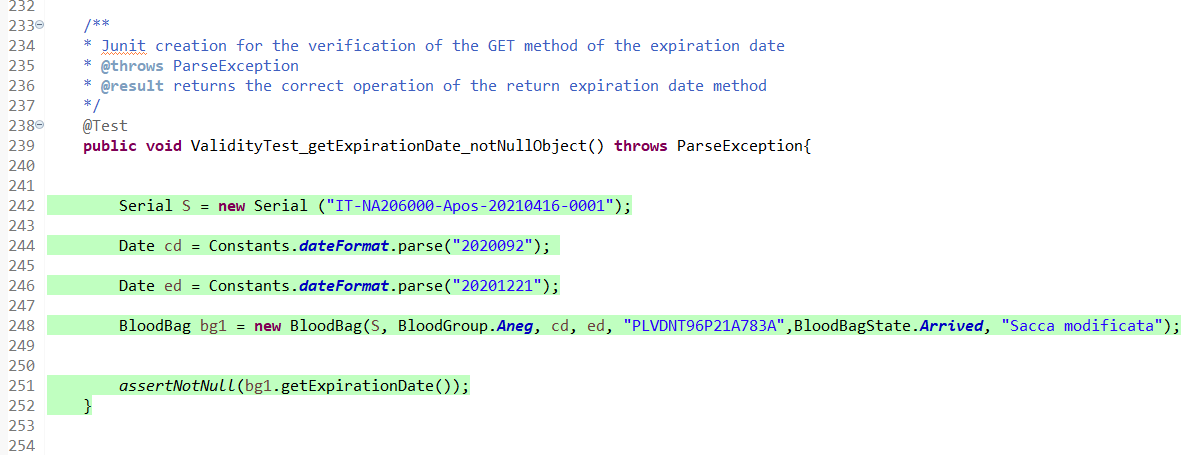 232
233 /**
234 * Junit creation for the verification of the GET method of the expiration date
235 * @throws ParseException
236 * @result returns the correct operation of the return expiration date method
237 */
238 @Test
239 public void ValidityTest_getExpirationDate_notNullObject() throws ParseException{
240
241
242 Serial S = new Serial ("IT-NA206000-Apos-20210416-0001");
243
244 Date cd = Constants.dateFormat.parse("2020092");
245
246 Date ed = Constants.dateFormat.parse("20201221");
247
248 BloodBag bg1 = new BloodBag(S, BloodGroup.Aneg, cd, ed, "PLVDNT96P21A783A",BloodBagState.Arrived, "Sacca modificata");
249
250
251 assertNotNull(bg1.getExpirationDate());
252 }
253
254